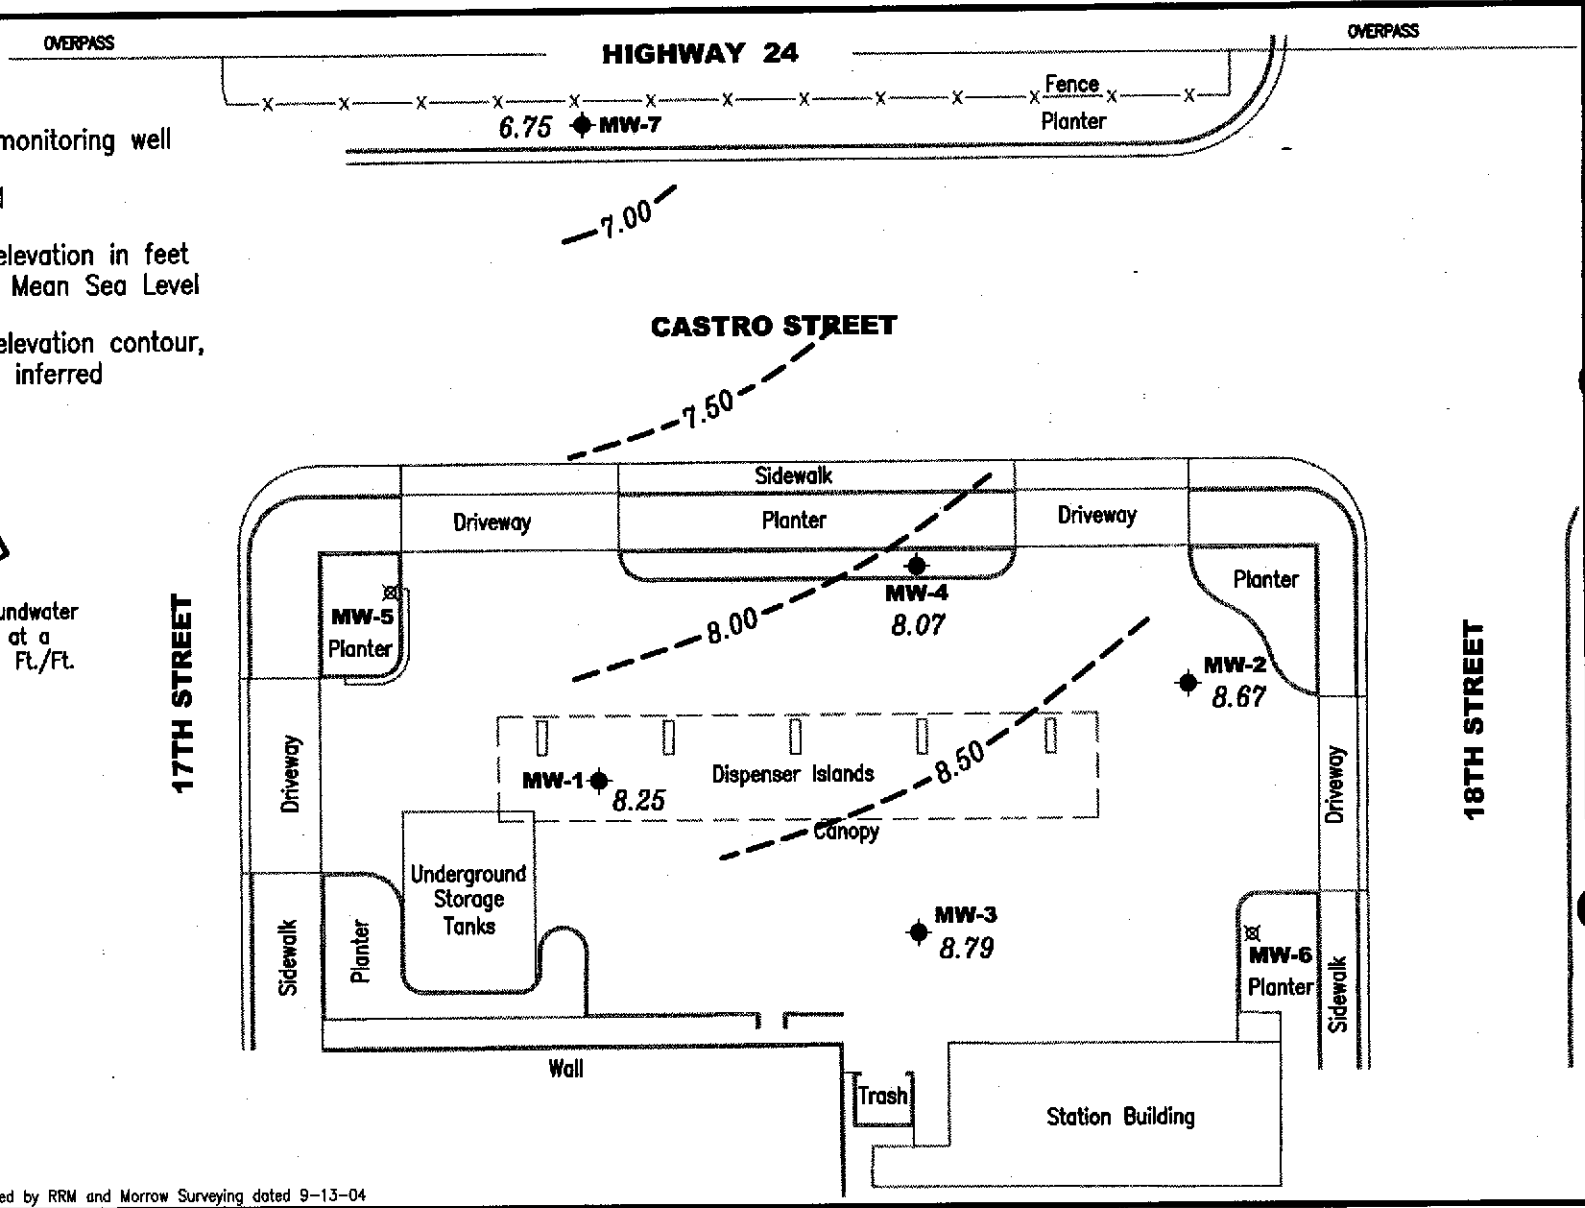 OVERPASS
HIGHWAY 24
OVERPASS
Fence
Planter
6.75 MW-7
monitoring well
7.00
elevation in feet
Mean Sea Level
CASTRO STREET
elevation contour,
inferred
7.50
Sidewalk
Driveway
Planter
Driveway
Planter
MW-5
Planter
MW-4
8.07
8.00
undwater
at a
Ft./Ft.
17TH STREET
18TH STREET
MW-2
8.67
Driveway
MW-1
8.25
Dispenser Islands
8.50
Canopy
Driveway
Underground
Storage
Tanks
Sidewalk
Planter
MW-3
8.79
MW-6
Planter
Sidewalk
Wall
Trash
Station Building
ed by RRM and Morrow Surveying dated 9-13-04